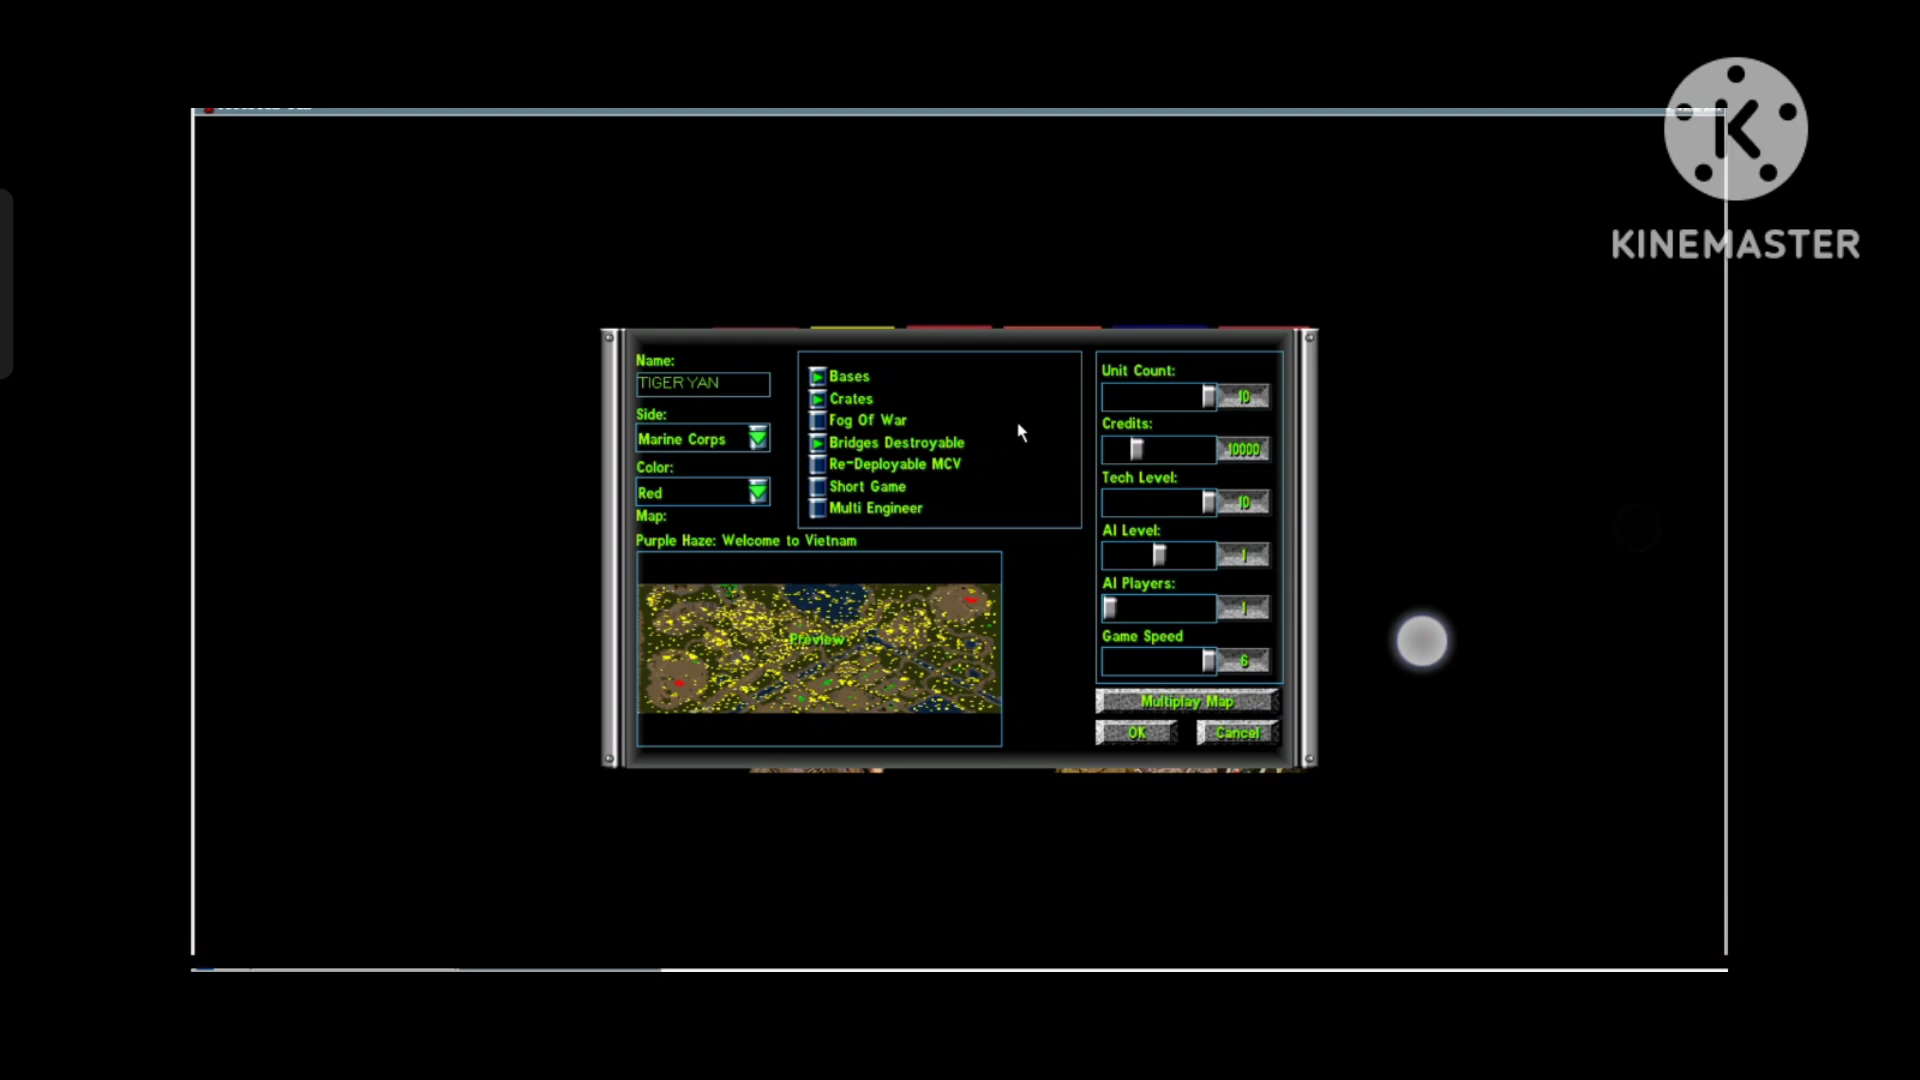 K
KINEMASTER
Name:
TIGER YAN
Side:
Marine Corps
Color:
Red
Map:
Purple Haze: Welcome to Vietnam
Preview
Bases
Crates
Fog Of War
Bridges Destroyable
Re-Deployable MCV
Short Game
Multi Engineer
Unit Count:
10
Credits:
10000
Tech Level:
10
AI Level:
1
AI Players:
1
Game Speed
6
Multiplay Map
OK
Cancel